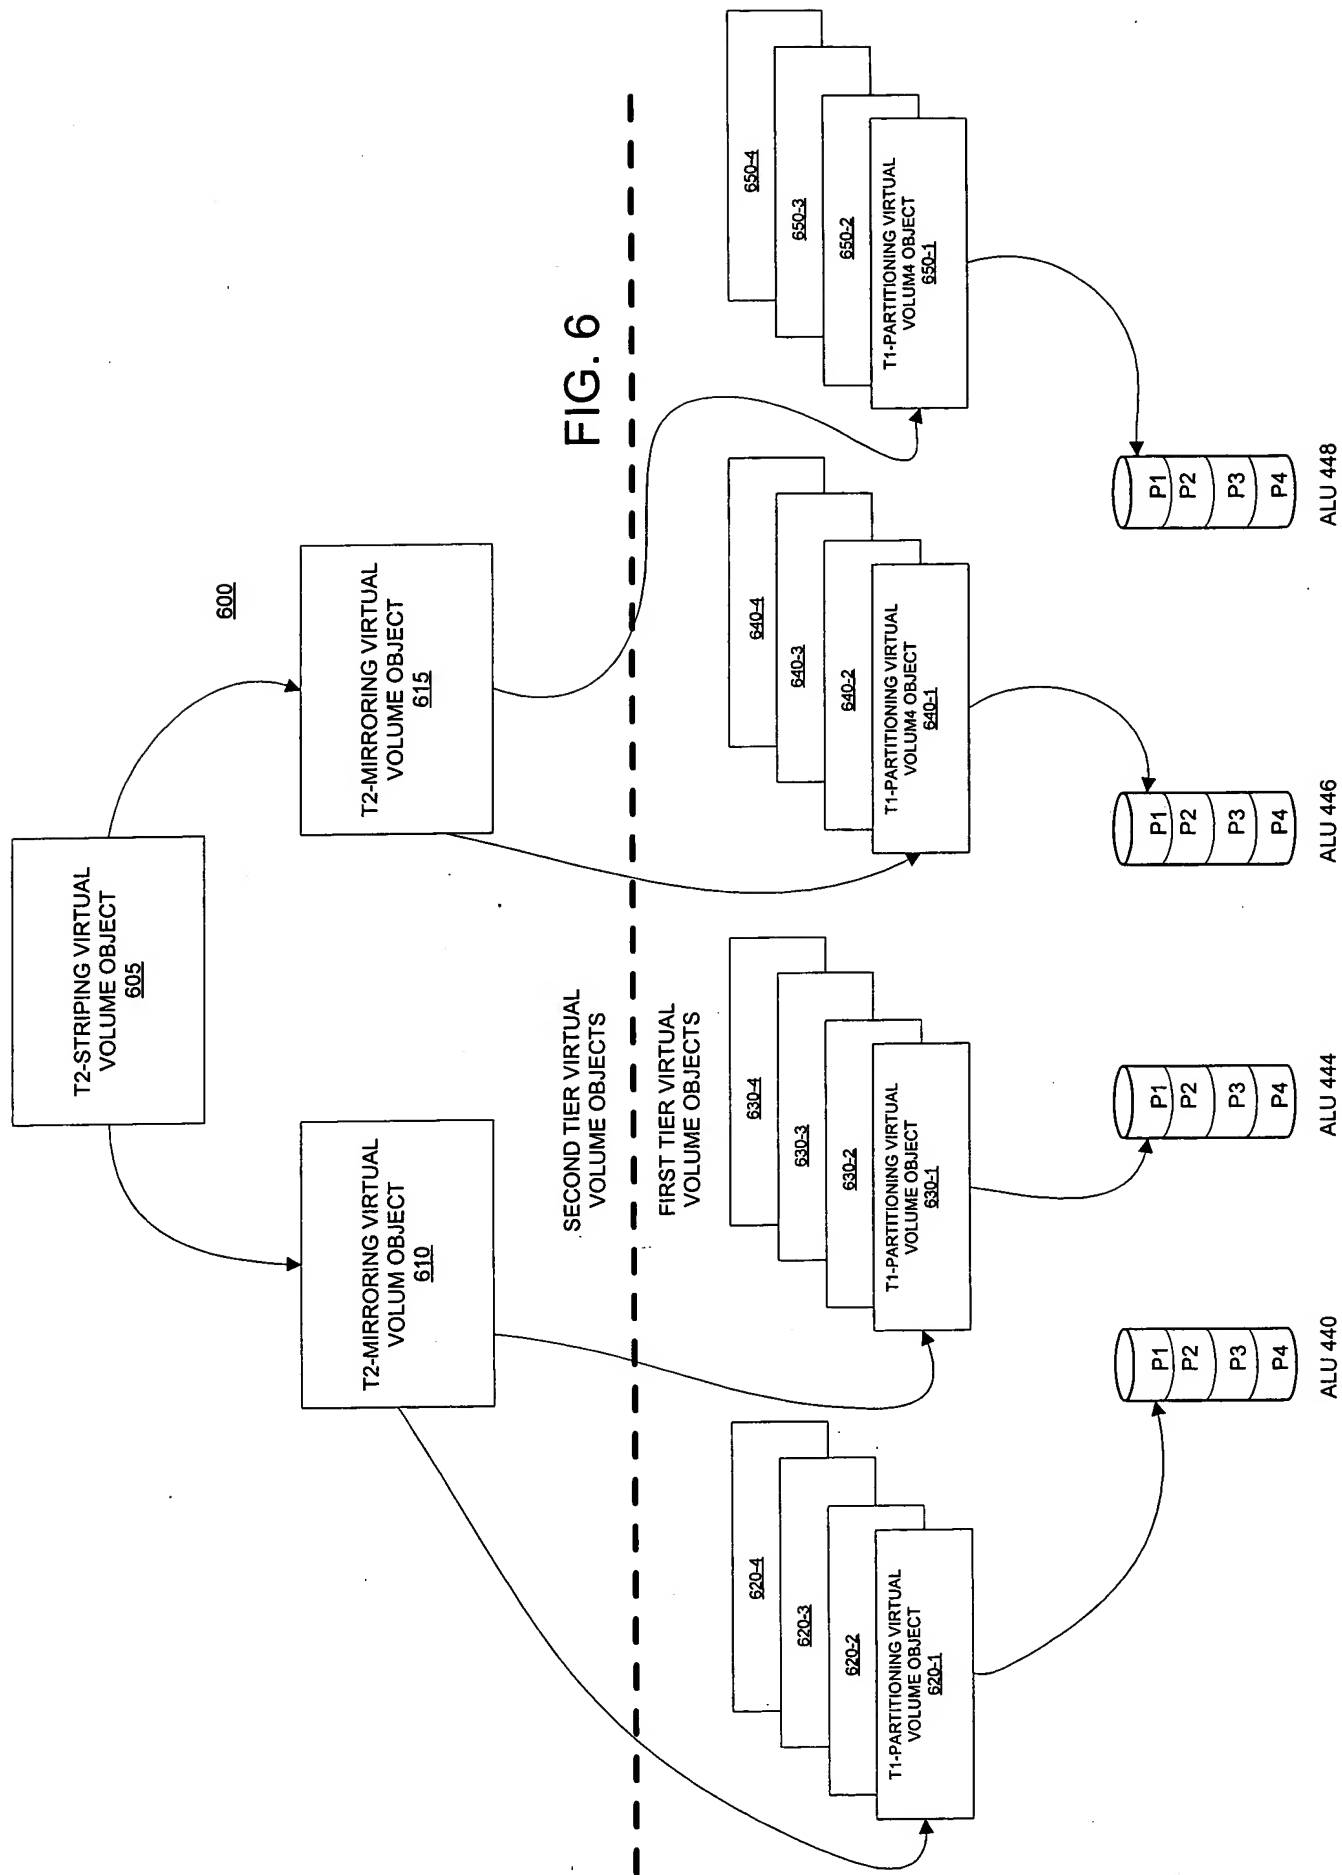 T2-STRIPING VIRTUAL
VOLUME OBJECT
605
600
T2-MIRRORING VIRTUAL
VOLUM OBJECT
610
T2-MIRRORING VIRTUAL
VOLUME OBJECT
615
SECOND TIER VIRTUAL
VOLUME OBJECTS
FIG. 6
FIRST TIER VIRTUAL
VOLUME OBJECTS
620-4
620-3
620-2
T1-PARTITIONING VIRTUAL
VOLUME OBJECT
620-1
630-4
630-3
630-2
T1-PARTITIONING VIRTUAL
VOLUME OBJECT
630-1
640-4
640-3
640-2
T1-PARTITIONING VIRTUAL
VOLUM4 OBJECT
640-1
650-4
650-3
650-2
T1-PARTITIONING VIRTUAL
VOLUM4 OBJECT
650-1
P1
P2
P3
P4
ALU 440
P1
P2
P3
P4
ALU 444
P1
P2
P3
P4
ALU 446
P1
P2
P3
P4
ALU 448